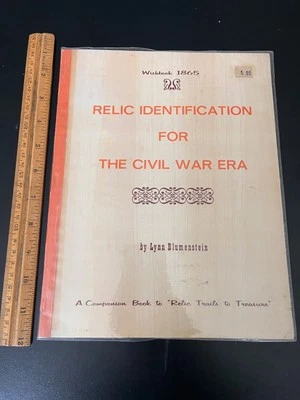 Wishbook 1865
RELIC IDENTIFICATION
FOR
THE CIVIL WAR ERA
by Lynn Blumenstein
A Companion Book to "Relic Trails to Treasure"